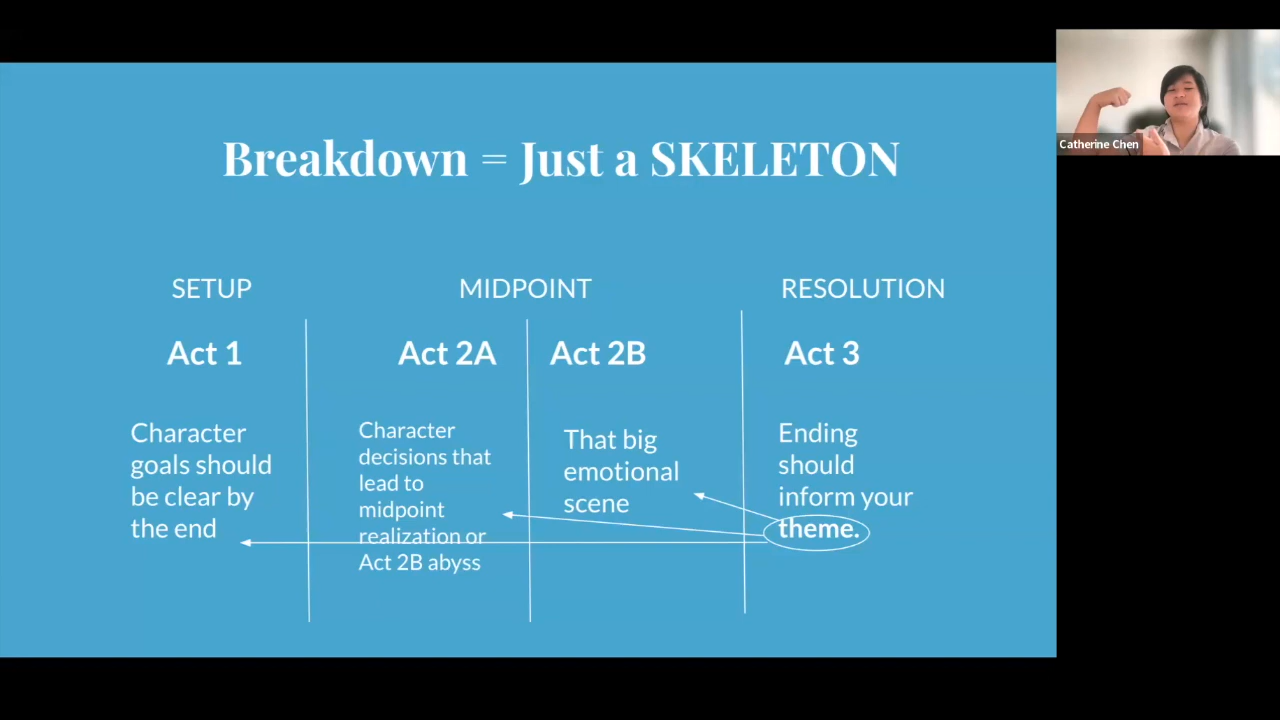 Breakdown = Just a SKELETON
SETUP
MIDPOINT
RESOLUTION
Act 1
Act 2A
Act 2B
Act 3
Character
goals should
be clear by
the end
Character
decisions that
lead to
midpoint
realization or
Act 2B abyss
That big
emotional
scene
Ending
should
inform your
theme.
Catherine Chen